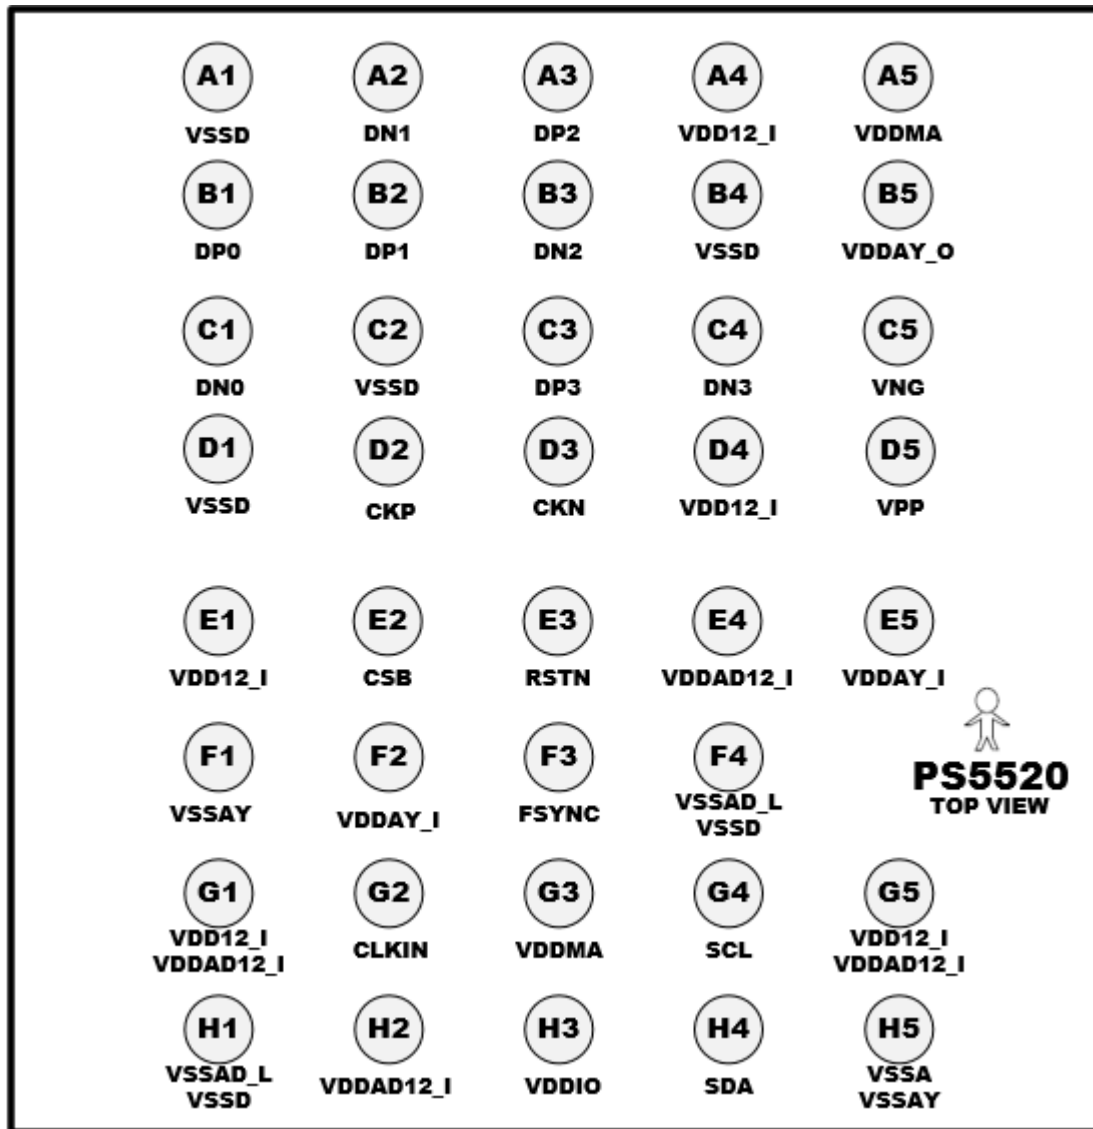 A1 A2 A3 A4 A5
VSSD DN1 DP2 VDD12_I VDDMA
B1 B2 B3 B4 B5
DP0 DP1 DN2 VSSD VDDAY_O
C1 C2 C3 C4 C5
DN0 VSSD DP3 DN3 VNG
D1 D2 D3 D4 D5
VSSD CKP CKN VDD12_I VPP
E1 E2 E3 E4 E5
VDD12_I CSB RSTN VDDAD12_I VDDAY_I
F1 F2 F3 F4
VSSAY VDDAY_I FSYNC VSSAD_L
VSSD
PS5520
TOP VIEW
G1 G2 G3 G4 G5
VDD12_I CLKIN VDDMA SCL VDD12_I
VDDAD12_I VDDAD12_I
H1 H2 H3 H4 H5
VSSAD_L VDDAD12_I VDDIO SDA VSSA
VSSD VSSAY